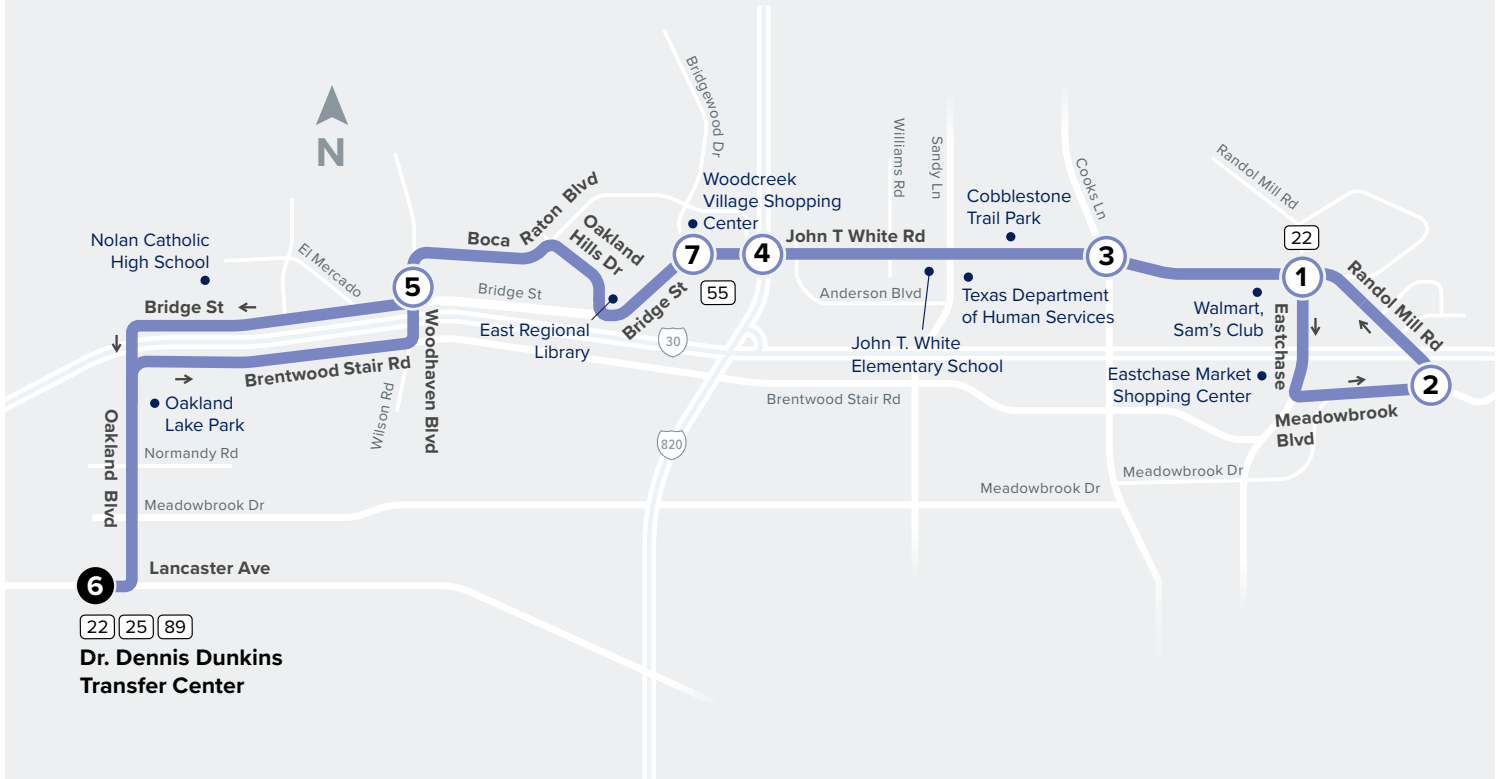 N
Bridgewood Dr
Williams Rd
Sandy Ln
Cooks Ln
Randol Mill Rd
Woodcreek
Village Shopping
Center
Cobblestone
Trail Park
Nolan Catholic
High School
El Mercado
Boca Raton Blvd
Oakland
Hills Dr
7
4
John T White Rd
3
22
1
Randol Mill Rd
5
Bridge St
Bridge St
55
Bridge St
East Regional
Library
30
Anderson Blvd
Texas Department
of Human Services
John T. White
Elementary School
Walmart,
Sam's Club
Eastchase
Eastchase Market
Shopping Center
2
Meadowbrook
Blvd
Woodhaven Blvd
Brentwood Stair Rd
Brentwood Stair Rd
Wilson Rd
Oakland
Lake Park
Oakland Blvd
Normandy Rd
820
Meadowbrook Dr
Meadowbrook Dr
Meadowbrook Dr
6
Lancaster Ave
22 25 89
Dr. Dennis Dunkins
Transfer Center